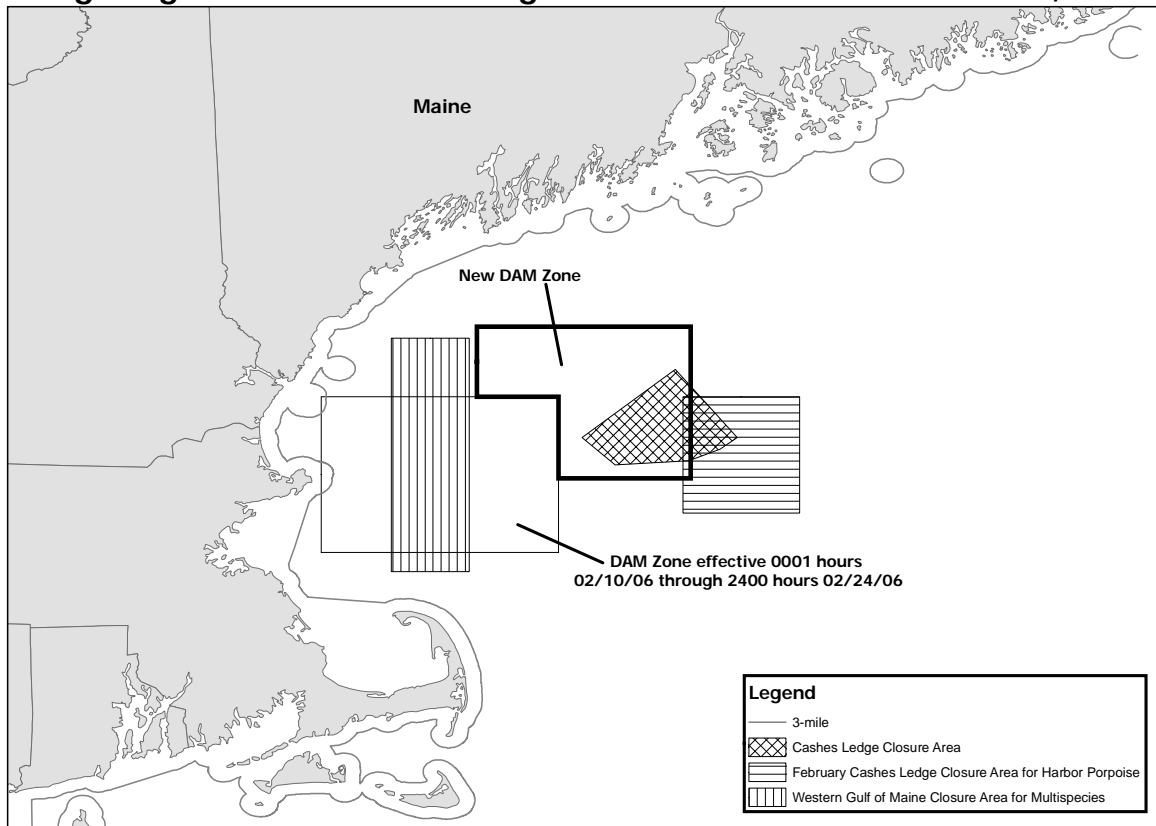 Maine
New DAM Zone
DAM Zone effective 0001 hours
02/10/06 through 2400 hours 02/24/06
Legend
3-mile
Cashes Ledge Closure Area
February Cashes Ledge Closure Area for Harbor Porpoise
Western Gulf of Maine Closure Area for Multispecies